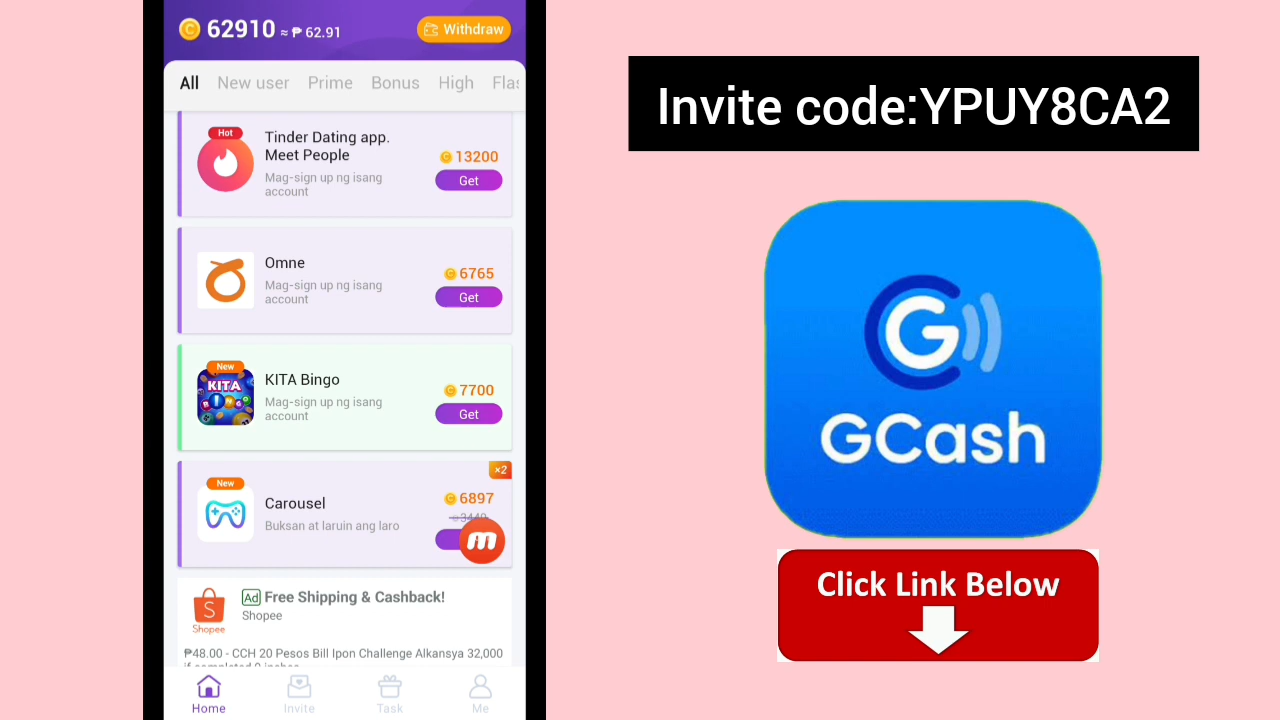 62910 ≈ ₱ 62.91
Withdraw
All New user Prime Bonus High Flas
Hot
Tinder Dating app.
Meet People
Mag-sign up ng isang
account
13200
Get
Omne
Mag-sign up ng isang
account
6765
Get
New
KITA
BINGO
KITA Bingo
Mag-sign up ng isang
account
7700
Get
×2
New
Carousel
Buksan at laruin ang laro
6897
3449
Ad Free Shipping & Cashback!
Shopee
Shopee
₱48.00 - CCH 20 Pesos Bill Ipon Challenge Alkansya 32,000
Home Invite Task Me
Invite code:YPUY8CA2
G
GCash
Click Link Below